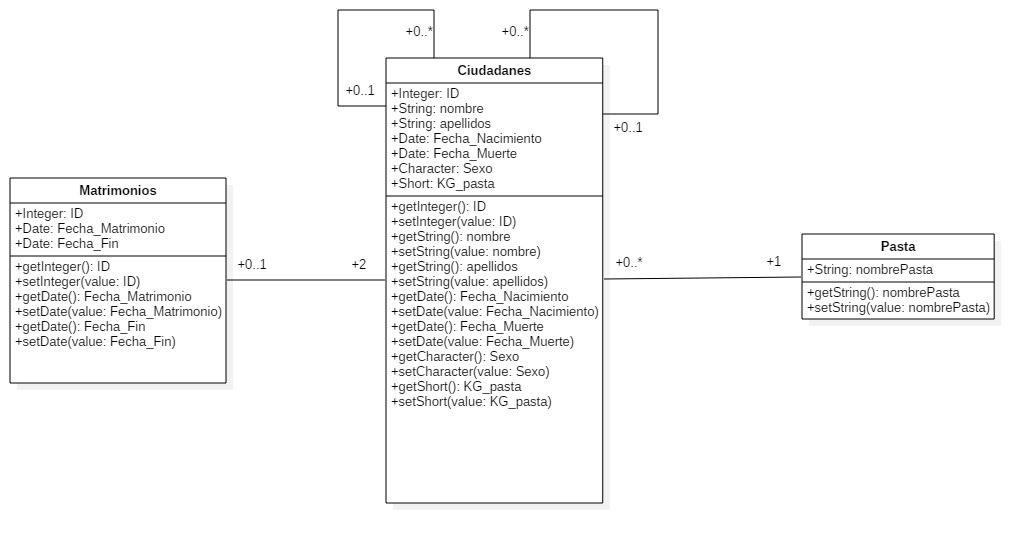 +0..*
+0..*
+0..1
+0..1
Ciudadanes
+Integer: ID
+String: nombre
+String: apellidos
+Date: Fecha_Nacimiento
+Date: Fecha_Muerte
+Character: Sexo
+Short: KG_pasta
+getInteger(): ID
+setInteger(value: ID)
+getString(): nombre
+setString(value: nombre)
+getString(): apellidos
+setString(value: apellidos)
+getDate(): Fecha_Nacimiento
+setDate(value: Fecha_Nacimiento)
+getDate(): Fecha_Muerte
+setDate(value: Fecha_Muerte)
+getCharacter(): Sexo
+setCharacter(value: Sexo)
+getShort(): KG_pasta
+setShort(value: KG_pasta)
Matrimonios
+Integer: ID
+Date: Fecha_Matrimonio
+Date: Fecha_Fin
+getInteger(): ID
+setInteger(value: ID)
+getDate(): Fecha_Matrimonio
+setDate(value: Fecha_Matrimonio)
+getDate(): Fecha_Fin
+setDate(value: Fecha_Fin)
+0..1
+2
+0..*
+1
Pasta
+String: nombrePasta
+getString(): nombrePasta
+setString(value: nombrePasta)